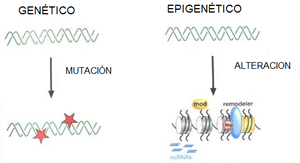 GENÉTICO
EPIGENÉTICO
MUTACIÓN
ALTERACION
mod
remodeler
ncRNAs